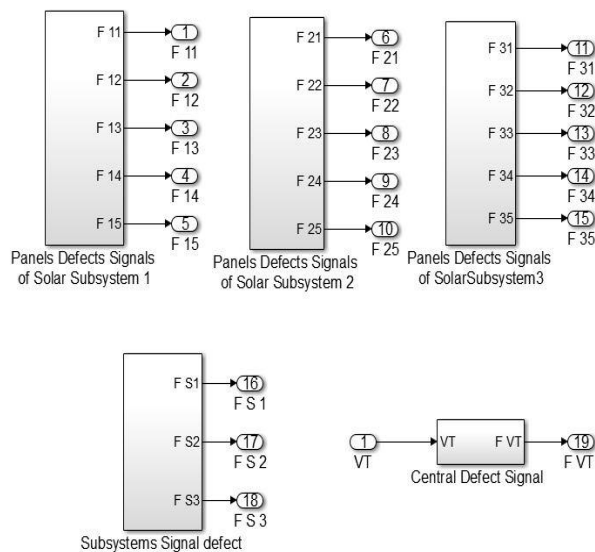 F 11
1
F 11
F 12
2
F 12
F 13
3
F 13
F 14
4
F 14
F 15
5
F 15
Panels Defects Signals
of Solar Subsystem 1
F 21
6
F 21
F 22
7
F 22
F 23
8
F 23
F 24
9
F 24
F 25
10
F 25
Panels Defects Signals
of Solar Subsystem 2
F 31
11
F 31
F 32
12
F 32
F 33
13
F 33
F 34
14
F 34
F 35
15
F 35
Panels Defects Signals
of SolarSubsystem3
F S1
16
F S 1
F S2
17
F S 2
F S3
18
F S 3
Subsystems Signal defect
1
VT
VT
F VT
19
F VT
Central Defect Signal